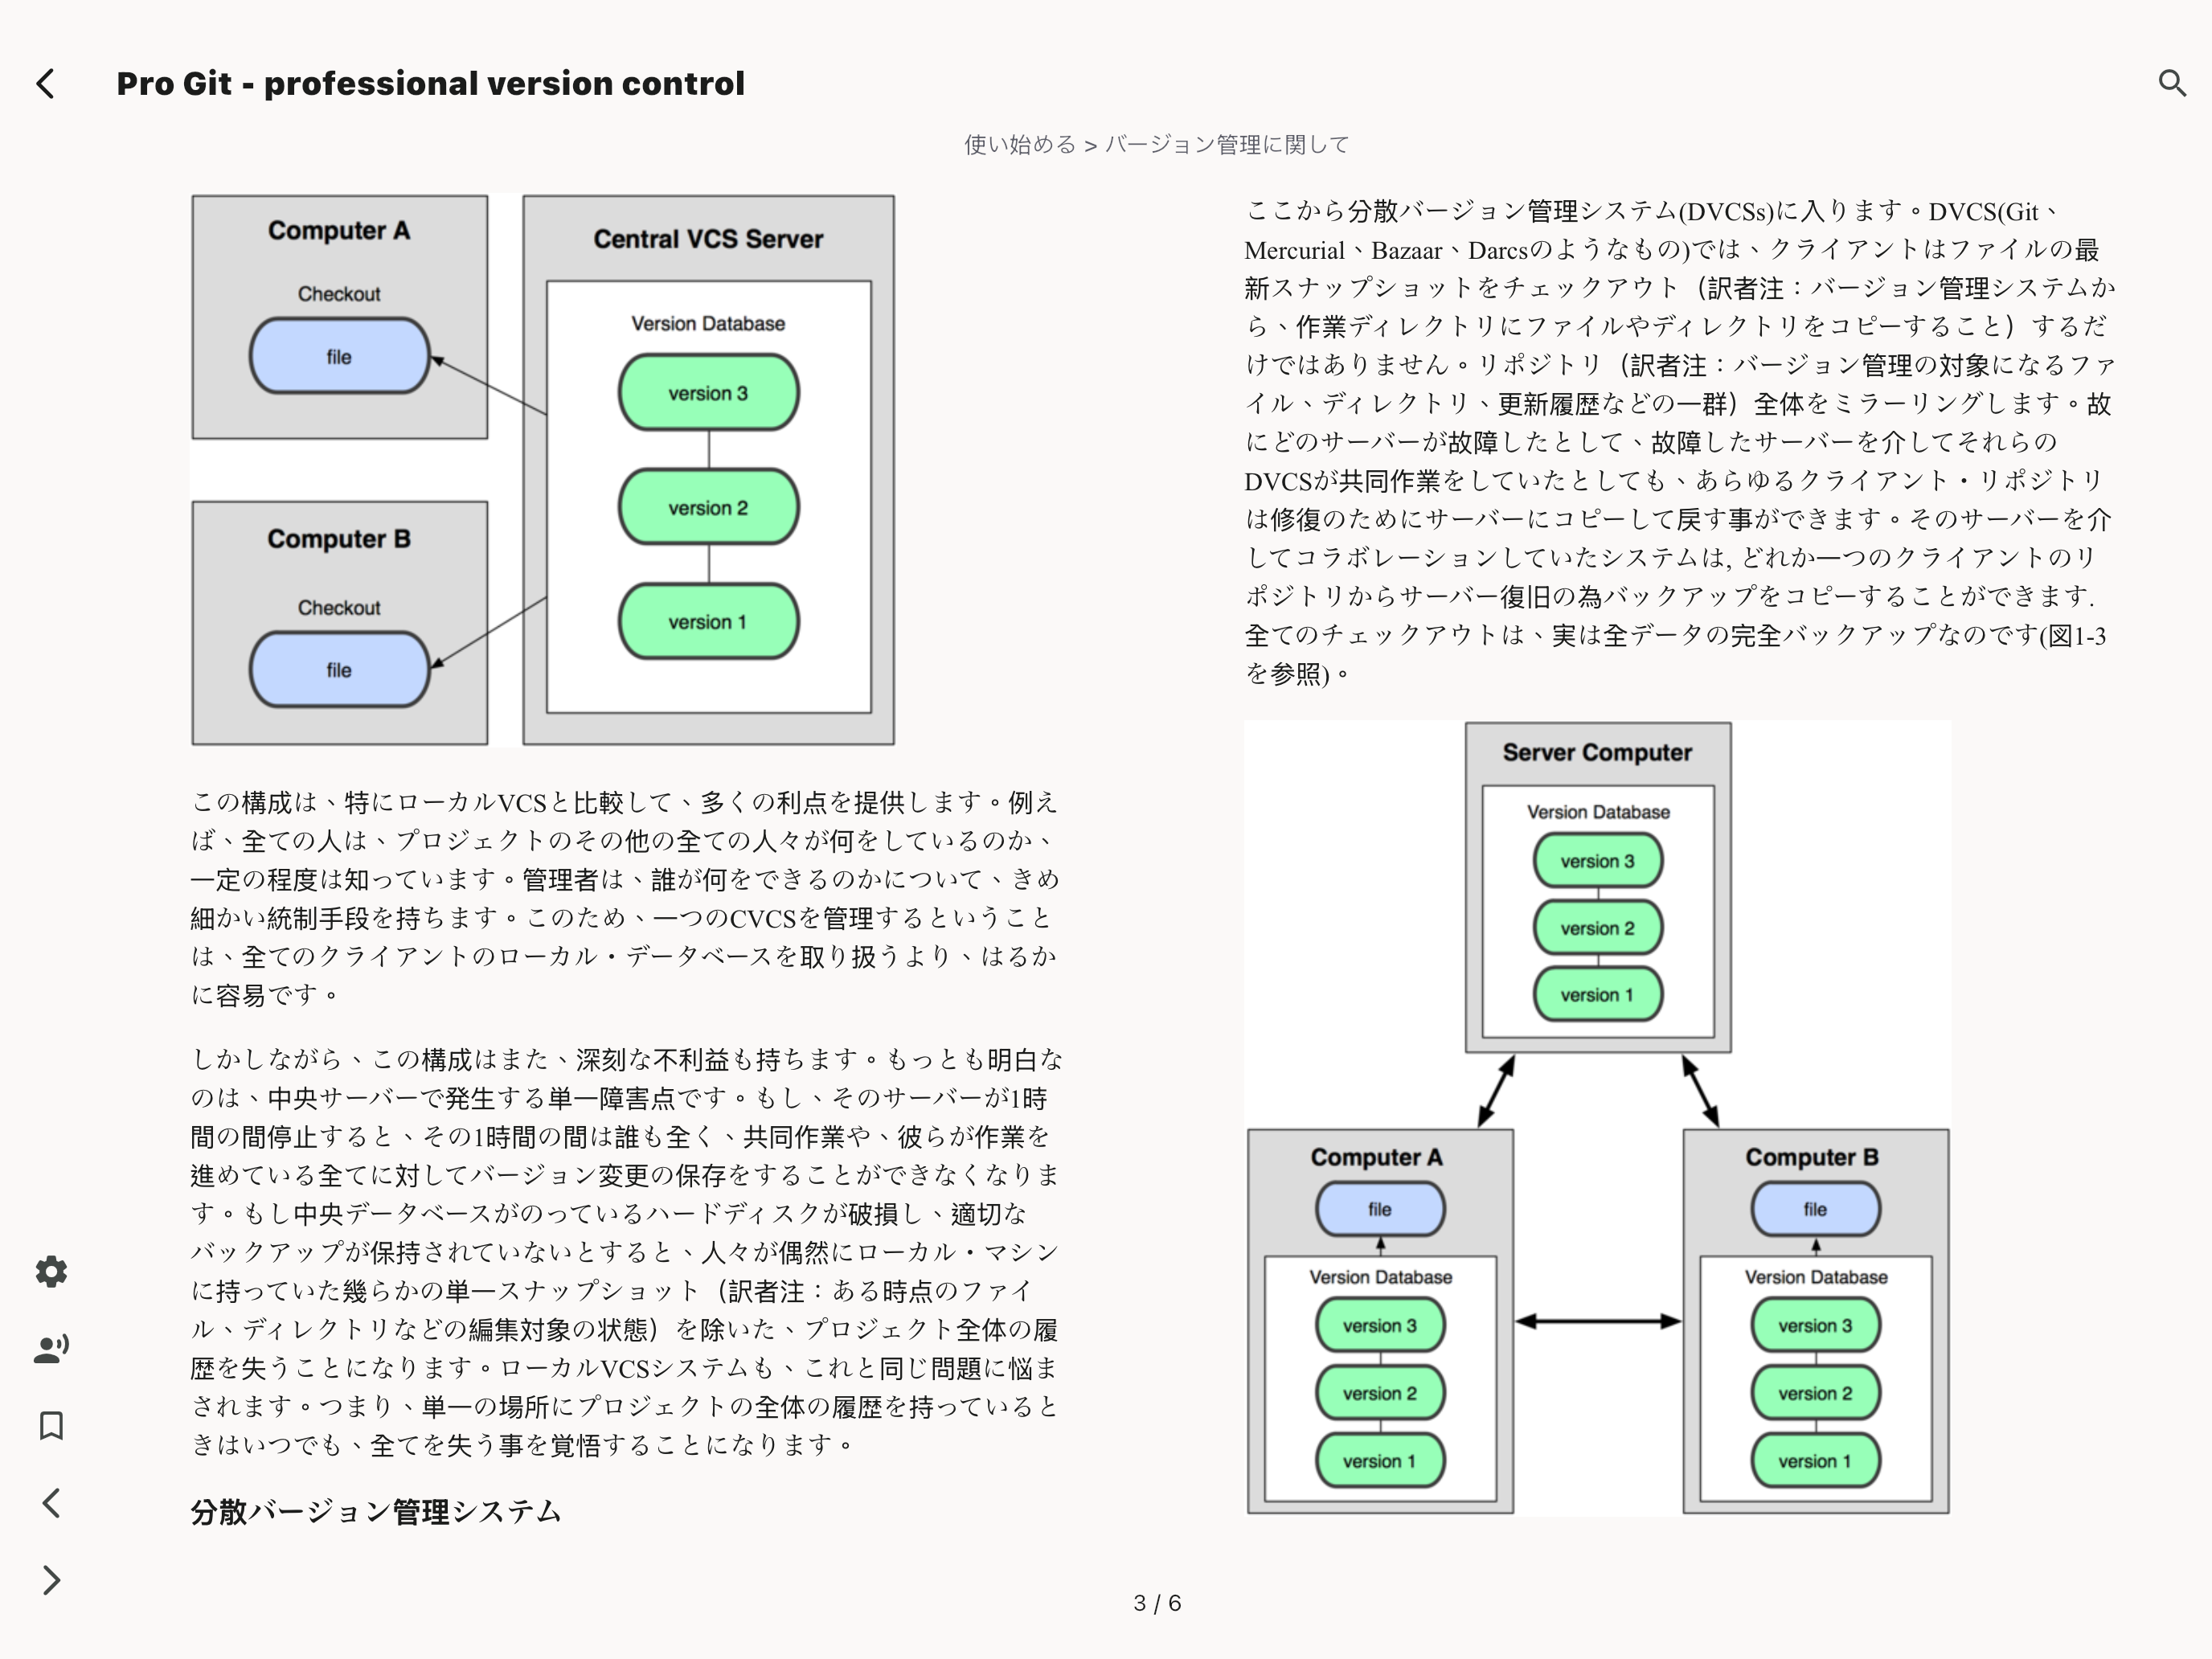 Pro Git - professional version control
使い始める > バージョン管理に関して
Computer A
Checkout
file
Computer B
Checkout
file
Central VCS Server
Version Database
version 3
version 2
version 1
この構成は、特にローカルVCSと比較して、多くの利点を提供します。例え
ば、全ての人は、プロジェクトのその他の全ての人々が何をしているのか、
一定の程度は知っています。管理者は、誰が何をできるのかについて、きめ
細かい統制手段を持ちます。このため、一つのCVCSを管理するということ
は、全てのクライアントのローカル・データベースを取り扱うより、はるか
に容易です。
しかしながら、この構成はまた、深刻な不利益も持ちます。もっとも明白な
のは、中央サーバーで発生する単一障害点です。もし、そのサーバーが1時
間の間停止すると、その1時間の間は誰も全く、共同作業や、彼らが作業を
進めている全てに対してバージョン変更の保存をすることができなくなりま
す。もし中央データベースがのっているハードディスクが破損し、適切な
バックアップが保持されていないとすると、人々が偶然にローカル・マシン
に持っていた幾らかの単一スナップショット（訳者注：ある時点のファイ
ル、ディレクトリなどの編集対象の状態）を除いた、プロジェクト全体の履
歴を失うことになります。ローカルVCSシステムも、これと同じ問題に悩ま
されます。つまり、単一の場所にプロジェクトの全体の履歴を持っていると
きはいつでも、全てを失う事を覚悟することになります。
分散バージョン管理システム
ここから分散バージョン管理システム(DVCSs)に入ります。DVCS(Git、
Mercurial、Bazaar、Darcsのようなもの)では、クライアントはファイルの最
新スナップショットをチェックアウト（訳者注：バージョン管理システムか
ら、作業ディレクトリにファイルやディレクトリをコピーすること）するだ
けではありません。リポジトリ（訳者注：バージョン管理の対象になるファ
イル、ディレクトリ、更新履歴などの一群）全体をミラーリングします。故
にどのサーバーが故障したとして、故障したサーバーを介してそれらの
DVCSが共同作業をしていたとしても、あらゆるクライアント・リポジトリ
は修復のためにサーバーにコピーして戻す事ができます。そのサーバーを介
してコラボレーションしていたシステムは, どれか一つのクライアントのリ
ポジトリからサーバー復旧の為バックアップをコピーすることができます.
全てのチェックアウトは、実は全データの完全バックアップなのです(図1-3
を参照)。
Server Computer
Version Database
version 3
version 2
version 1
Computer A
file
Version Database
version 3
version 2
version 1
Computer B
file
Version Database
version 3
version 2
version 1
3 / 6